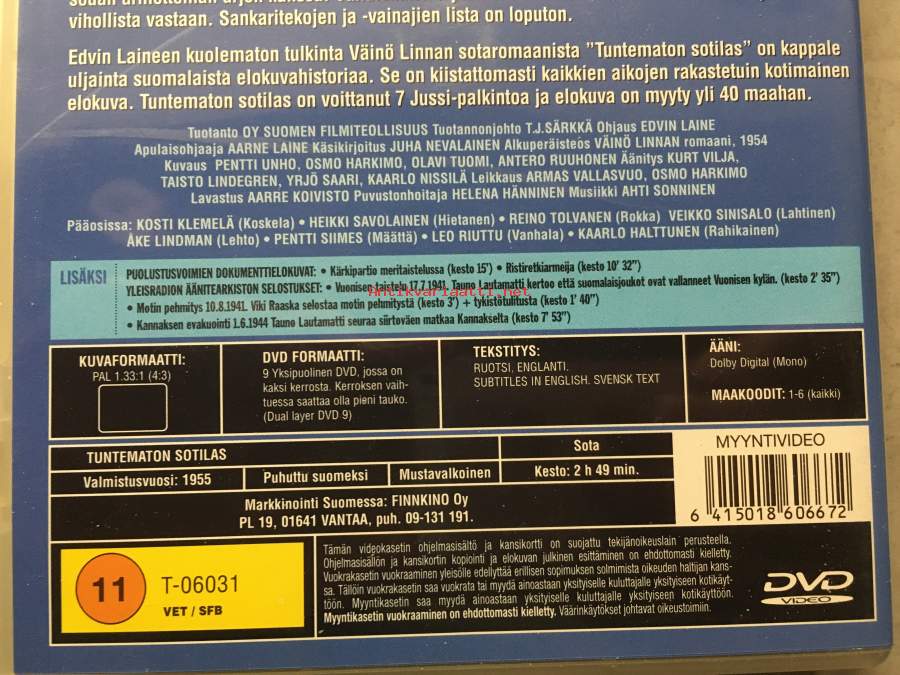 vihollista vastaan. Sankaritekojen ja -vainajien lista on loputon.
Edvin Laineen kuolematon tulkinta Väinö Linnan sotaromaanista "Tuntematon sotilas" on kappale
uljainta suomalaista elokuvahistoriaa. Se on kiistattomasti kaikkien aikojen rakastetuin kotimainen
elokuva. Tuntematon sotilas on voittanut 7 Jussi-palkintoa ja elokuva on myyty yli 40 maahan.
Tuotanto OY SUOMEN FILMITEOLLISUUS Tuotannonjohto T.J.SÄRKKÄ Ohjaus EDVIN LAINE
Apulaisohjaaja AARNE LAINE Käsikirjoitus JUHA NEVALAINEN Alkuperäisteos VÄINÖ LINNAN romaani, 1954
Kuvaus PENTTI UNHO, OSMO HARKIMO, OLAVI TUOMI, ANTERO RUUHONEN Äänitys KURT VILJA,
TAISTO LINDEGREN, YRJÖ SAARI, KAARLO NISSILÄ Leikkaus ARMAS VALLASVUO, OSMO HARKIMO
Lavastus AARRE KOIVISTO Puvustonhoitaja HELENA HÄNNINEN Musiikki AHTI SONNINEN
Pääosissa: KOSTI KLEMELÄ (Koskela) • HEIKKI SAVOLAINEN (Hietanen) • REINO TOLVANEN (Rokka) VEIKKO SINISALO (Lahtinen)
ÅKE LINDMAN (Lehto) • PENTTI SIIMES (Määttä) • LEO RIUTTU (Vanhala) • KAARLO HALTTUNEN (Rahikainen)
LISÄKSI
PUOLUSTUSVOIMIEN DOKUMENTTIELOKUVAT: • Kärkipartio meritaistelussa (kesto 15') • Ristiretkiarmeija (kesto 10' 32")
YLEISRADION ÄÄNITEARKISTON SELOSTUKSET: • Vuonisen taistelu 17.7.1941. Tauno Lautamatti kertoo että suomalaisjoukot ovat vallanneet Vuonisen kylän. (kesto 2' 35")
Antikvariaatti.net
• Motin pehmitys 10.8.1941. Viki Raaska selostaa motin pehmitystä (kesto 3') + tykistötulitusta (kesto 1' 40")
• Kannaksen evakuointi 1.6.1944 Tauno Lautamatti seuraa siirtoväen matkaa Kannakselta (kesto 7' 53")
KUVAFORMAATTI:
PAL 1.33:1 (4:3)
DVD FORMAATTI:
9 Yksipuolinen DVD, jossa on
kaksi kerrosta. Kerroksen vaih-
tuessa saattaa olla pieni tauko.
(Dual layer DVD 9)
TEKSTITYS:
RUOTSI, ENGLANTI.
SUBTITLES IN ENGLISH. SVENSK TEXT
ÄÄNI:
Dolby Digital (Mono)
MAAKOODIT: 1-6 (kaikki)
TUNTEMATON SOTILAS
Sota
Valmistusvuosi: 1955
Puhuttu suomeksi
Mustavalkoinen
Kesto: 2 h 49 min.
Markkinointi Suomessa: FINNKINO Oy
PL 19, 01641 VANTAA, puh. 09-131 191.
MYYNTIVIDEO
6 415018 606672
11
T-06031
VET / SFB
Tämän videokasetin ohjelmasisältö ja kansikortti on suojattu tekijänoikeuslain perusteella.
Ohjelmasisällön ja kansikortin kopiointi ja elokuvan julkinen esittäminen on ehdottomasti kielletty.
Vuokrakasetin vuokraaminen yleisölle edellyttää erillisen sopimuksen solmimista oikeuden haltijan kans-
sa. Tällöin vuokrakasetin saa vuokrata tai myydä ainoastaan yksityiselle kuluttajalle yksityiseen kotikäyt-
töön. Myyntikasetin saa myydä ainoastaan yksityiselle kuluttajalle yksityiseen kotikäyttöön.
Myyntikasetin vuokraaminen on ehdottomasti kielletty. Väärinkäytökset johtavat oikeustoimiin.
DVD
VIDEO